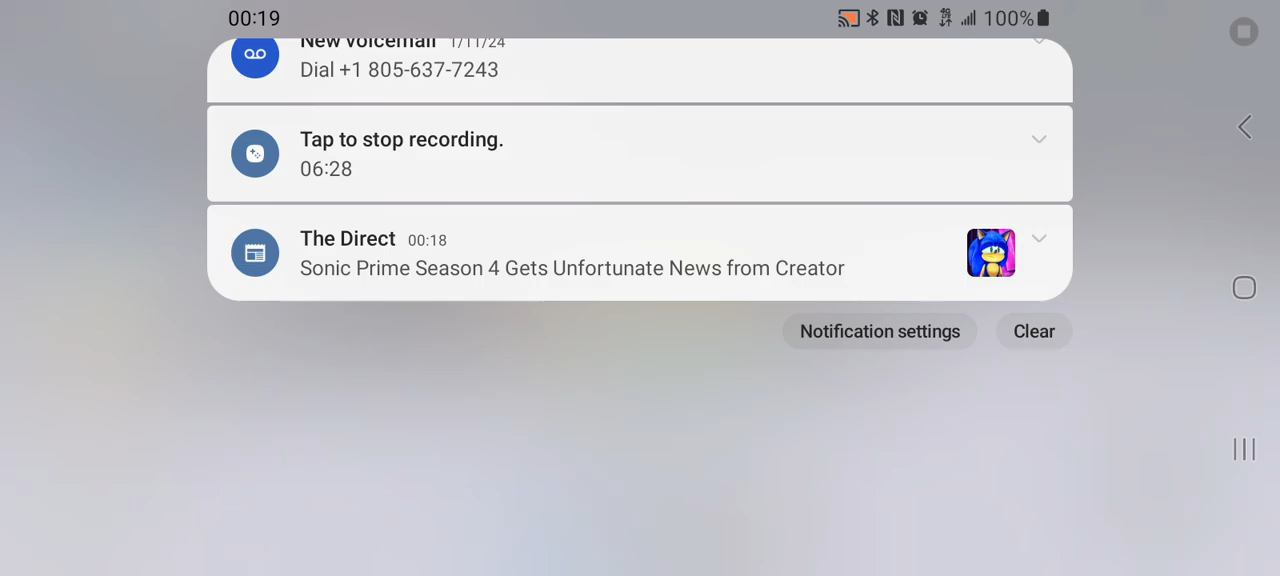 00:19 4G 100%
New voicemail 1/11/24
Dial +1 805-637-7243
Tap to stop recording.
06:28
The Direct 00:18
Sonic Prime Season 4 Gets Unfortunate News from Creator
Notification settings Clear